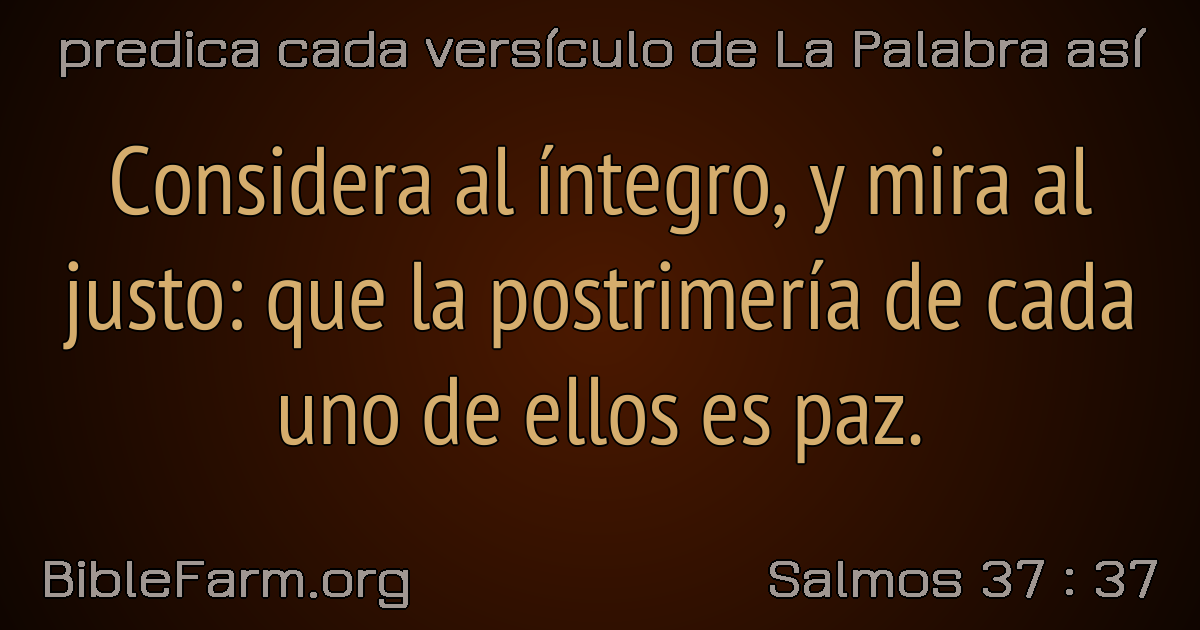 predica cada versículo de La Palabra así
Considera al íntegro, y mira al
justo: que la postrimería de cada
uno de ellos es paz.
BibleFarm.org
Salmos 37 : 37